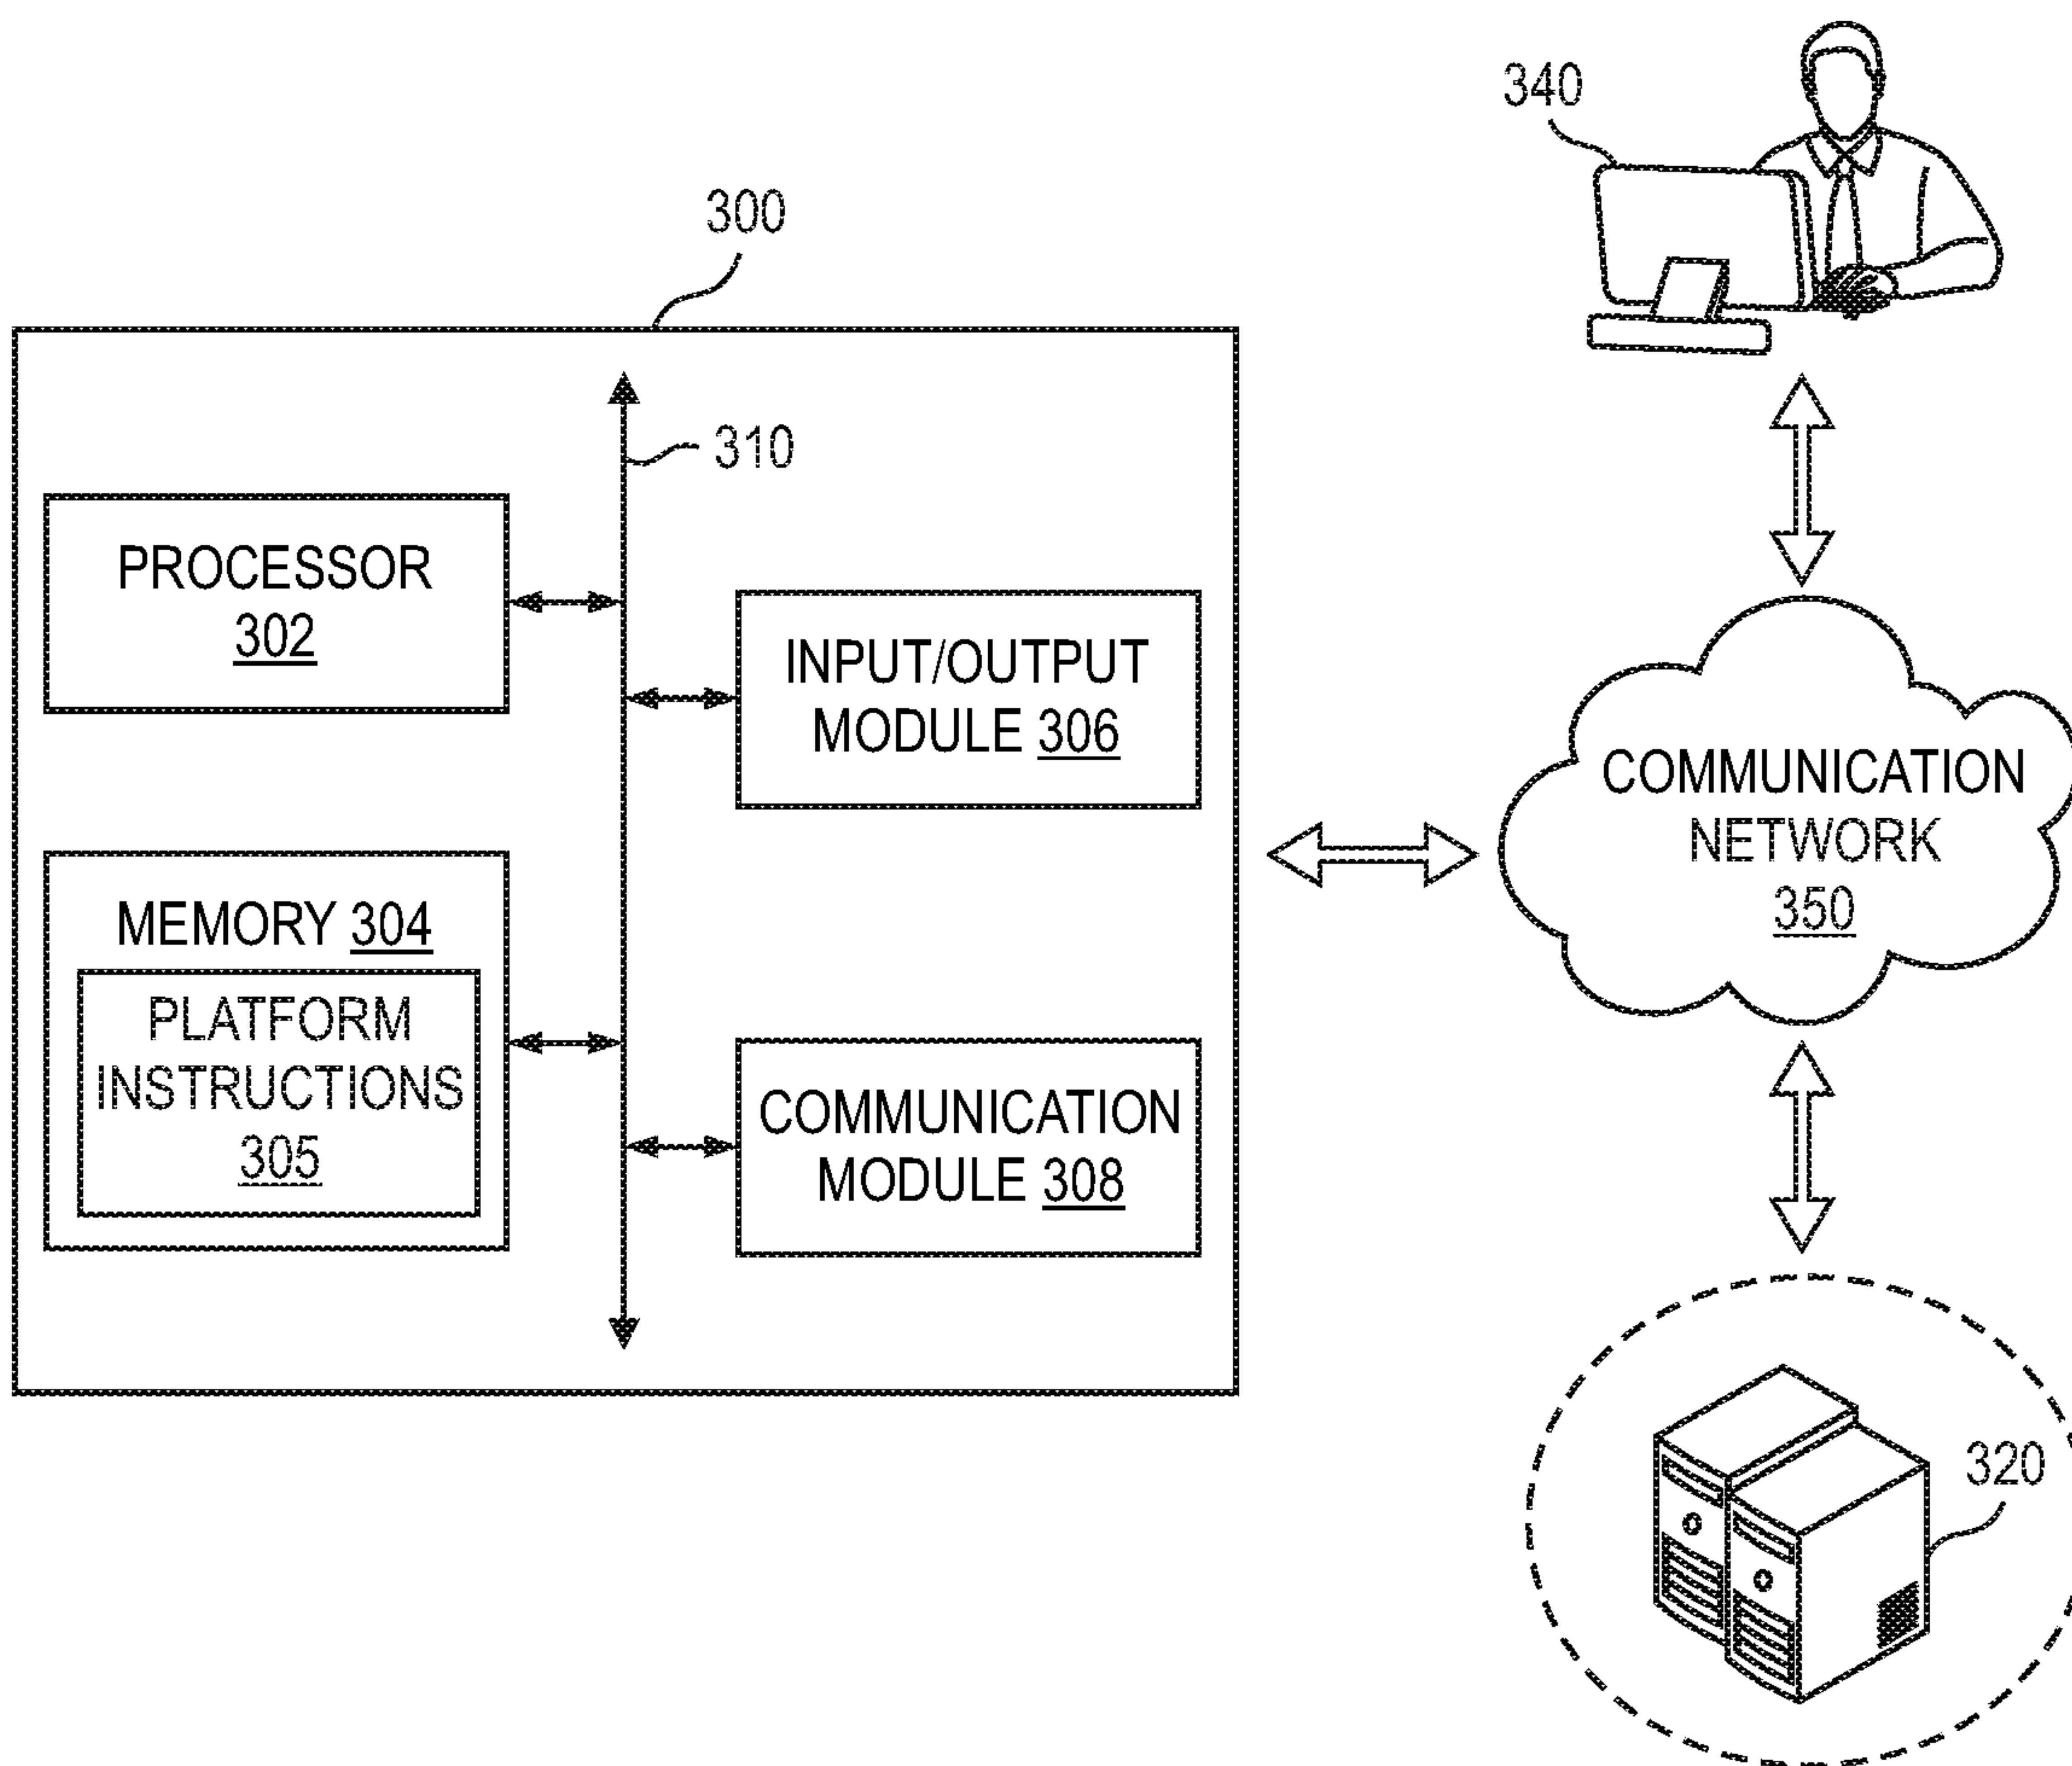 340
300
310
PROCESSOR
302
INPUT/OUTPUT
MODULE 306
MEMORY 304
PLATFORM
INSTRUCTIONS
305
COMMUNICATION
MODULE 308
COMMUNICATION
NETWORK
350
320